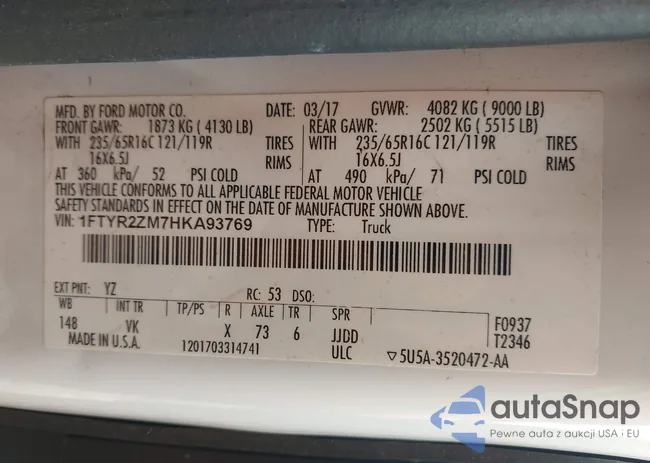 MFD. BY FORD MOTOR CO. DATE: 03/17 GVWR: 4082 KG ( 9000 LB)
FRONT GAWR: 1873 KG ( 4130 LB) REAR GAWR: 2502 KG ( 5515 LB)
WITH 235/65R16C 121/119R TIRES WITH 235/65R16C 121/119R TIRES
16X6.5J RIMS 16X6.5J RIMS
AT 360 kPa/ 52 PSI COLD AT 490 kPa/ 71 PSI COLD
THIS VEHICLE CONFORMS TO ALL APPLICABLE FEDERAL MOTOR VEHICLE
SAFETY STANDARDS IN EFFECT ON THE DATE OF MANUFACTURE SHOWN ABOVE.
VIN: 1FTYR2ZM7HKA93769 TYPE: Truck
EXT PNT: YZ RC: 53 DSO:
WB INT TR TP/PS R AXLE TR SPR
148 VK X 73 6 JJDD F0937
ULC T2346
MADE IN U.S.A. 1201703314741 ▽5U5A-3520472-AA
autaSnap
Pewne auta z aukcji USA · EU